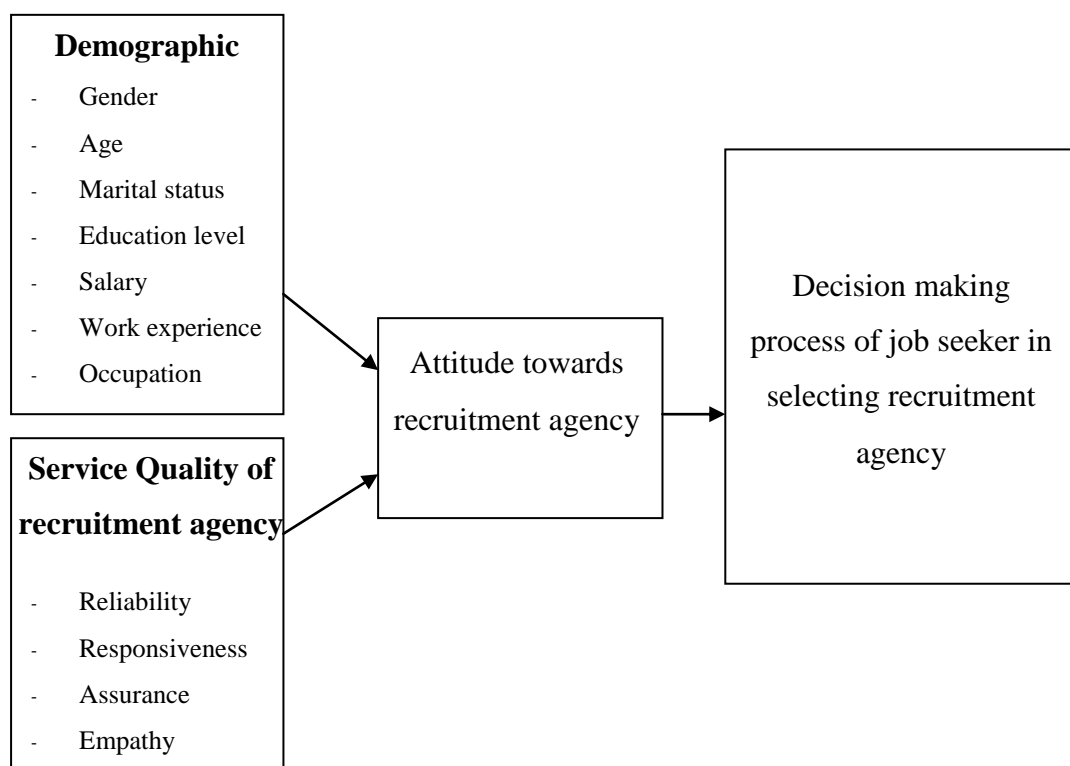 Demographic
- Gender
- Age
- Marital status
- Education level
- Salary
- Work experience
- Occupation
Service Quality of
recruitment agency
- Reliability
- Responsiveness
- Assurance
- Empathy
Attitude towards
recruitment agency
Decision making
process of job seeker in
selecting recruitment
agency